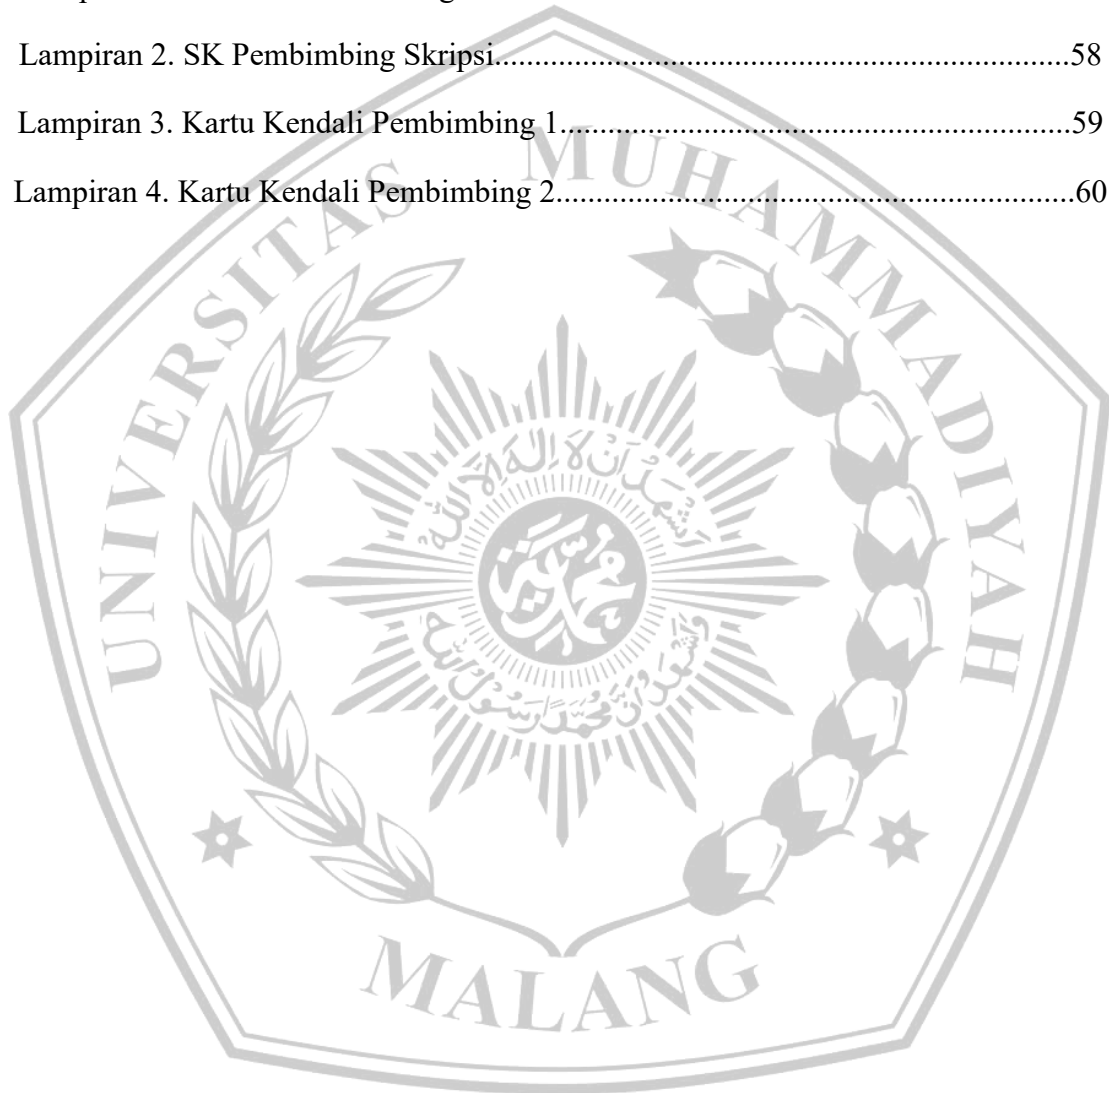 Lampiran 2. SK Pembimbing Skripsi........................................................................58
Lampiran 3. Kartu Kendali Pembimbing 1................................................................59
Lampiran 4. Kartu Kendali Pembimbing 2.................................................................60
UNIVERSITAS MUHAMMADIYAH
MALANG